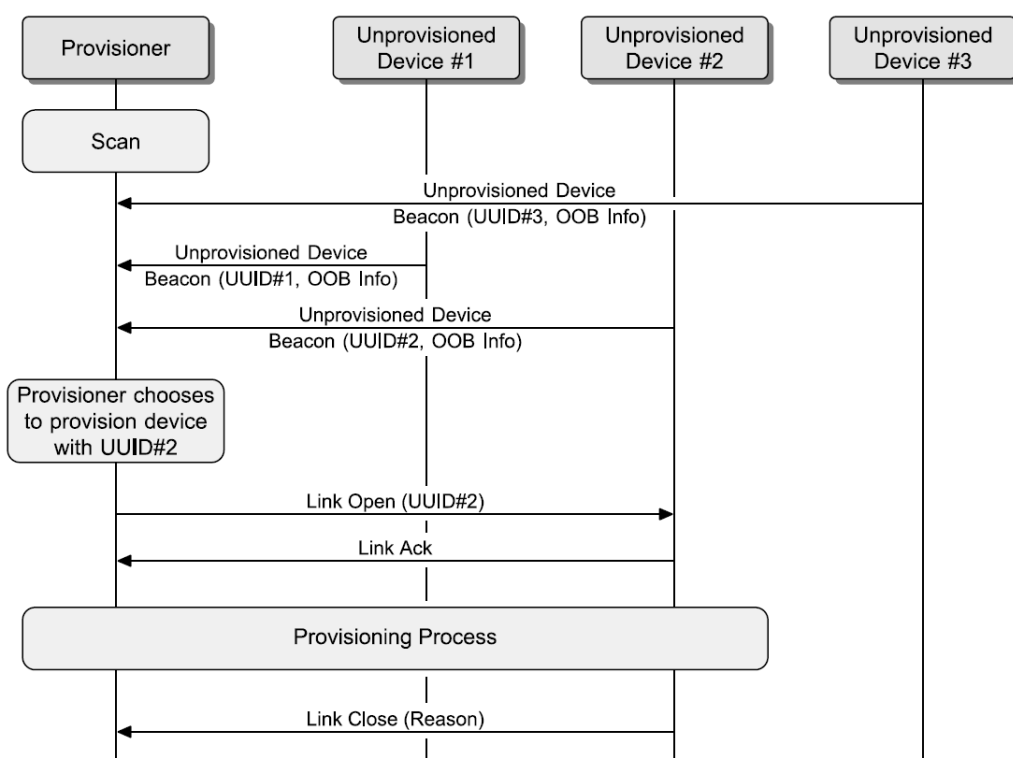 Provisioner
Unprovisioned
Device #1
Unprovisioned
Device #2
Unprovisioned
Device #3
Scan
Unprovisioned Device
Beacon (UUID#3, OOB Info)
Unprovisioned Device
Beacon (UUID#1, OOB Info)
Unprovisioned Device
Beacon (UUID#2, OOB Info)
Provisioner chooses
to provision device
with UUID#2
Link Open (UUID#2)
Link Ack
Provisioning Process
Link Close (Reason)